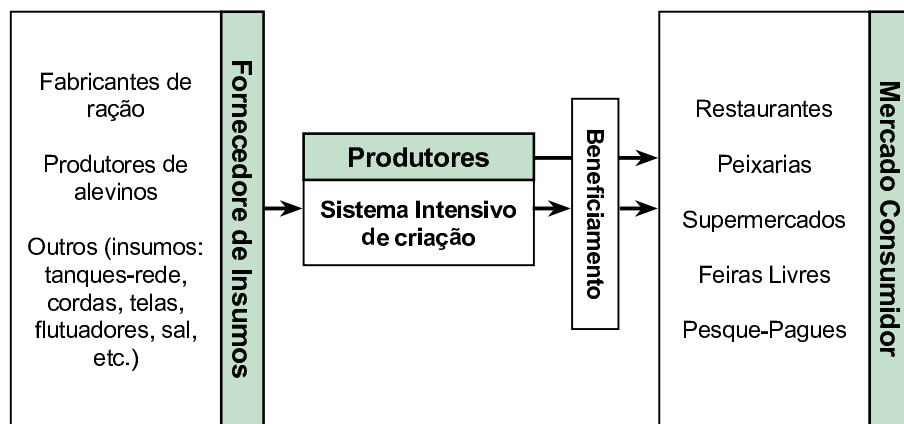 Fabricantes de
ração
Produtores de
alevinos
Outros (insumos:
tanques-rede,
cordas, telas,
flutuadores, sal,
etc.)
Fornecedore de Insumos
Produtores
Sistema Intensivo
de criação
Beneficiamento
Restaurantes
Peixarias
Supermercados
Feiras Livres
Pesque-Pagues
Mercado Consumidor